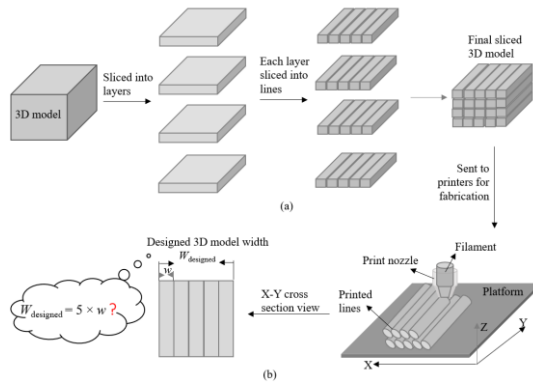 3D model
Sliced into
layers
Each layer
sliced into
lines
Final sliced
3D model
(a)
Sent to
printers for
fabrication
Designed 3D model width
W designed
w
W designed = 5 × w ?
X-Y cross
section view
Filament
Print nozzle
Platform
Printed
lines
Z
Y
X
(b)